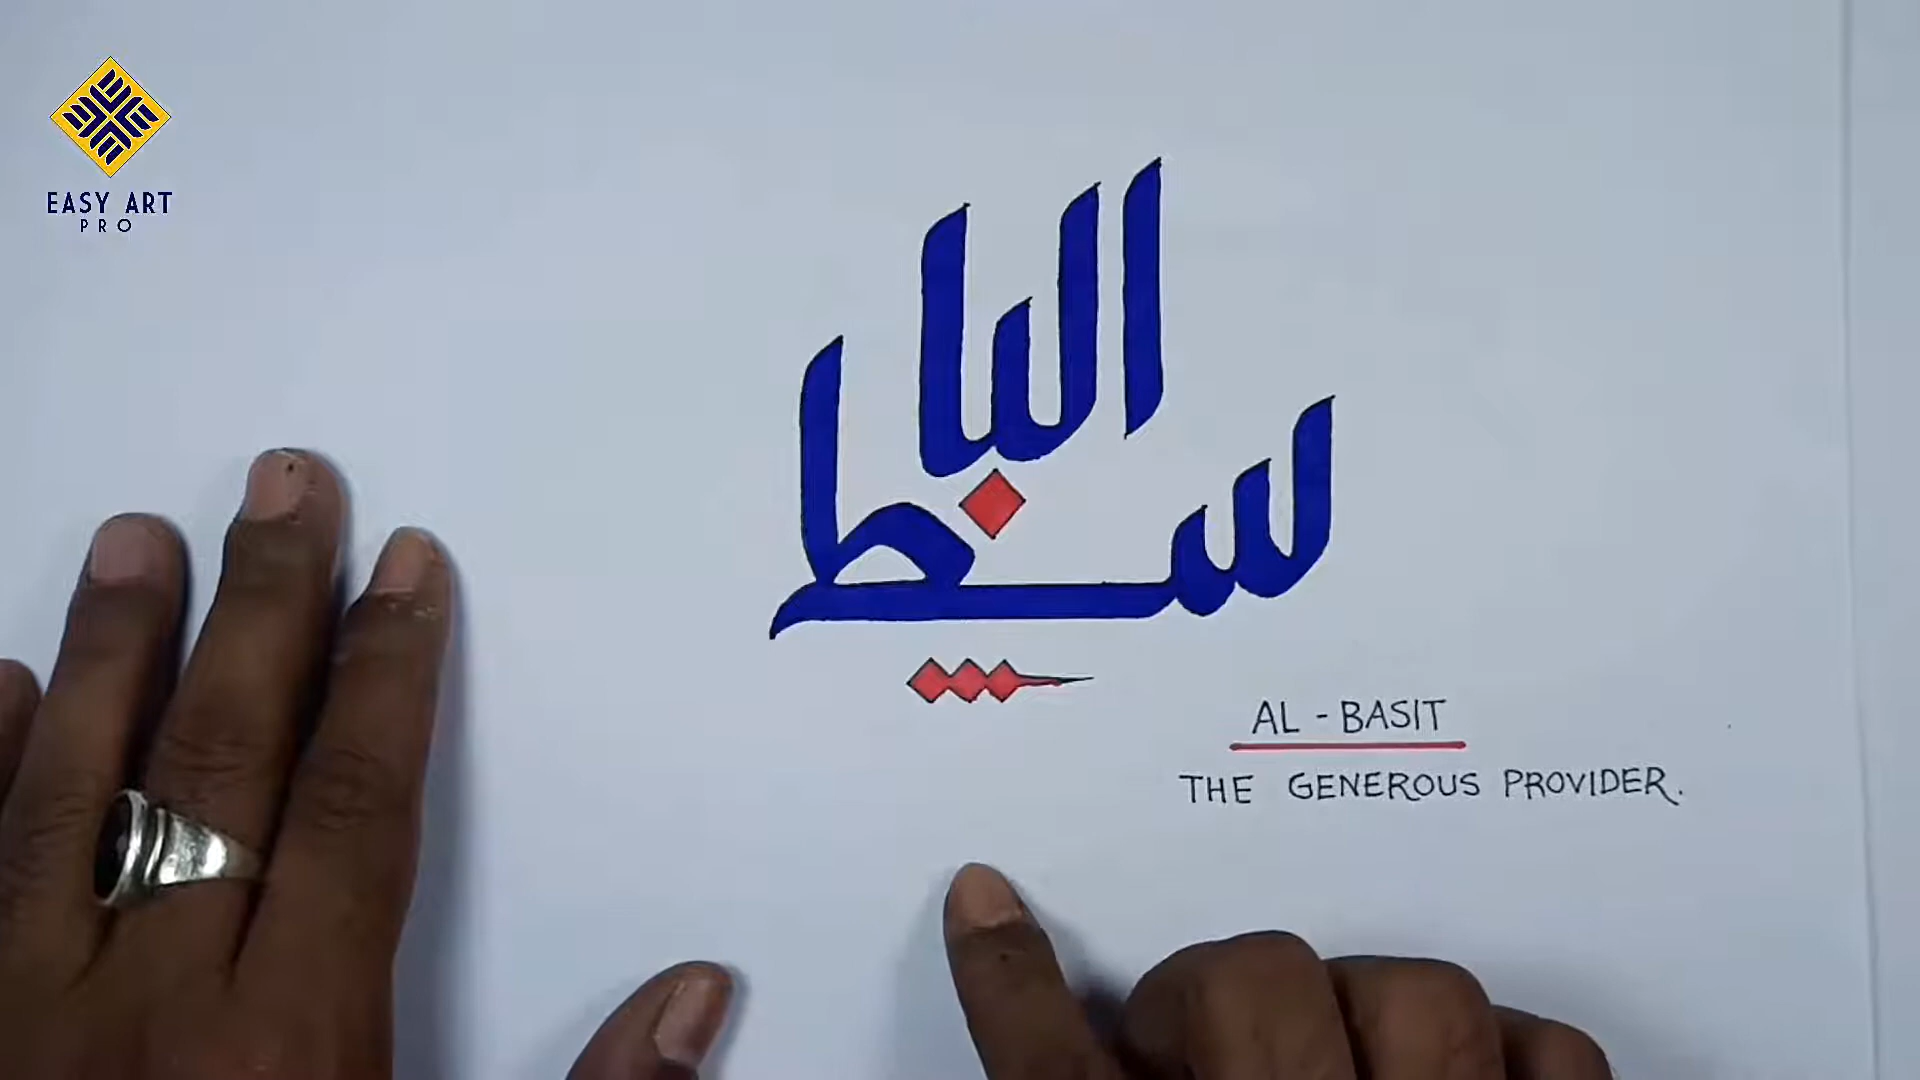 EASY ART
PRO
الباسط
AL - BASIT
THE GENEROUS PROVIDER.